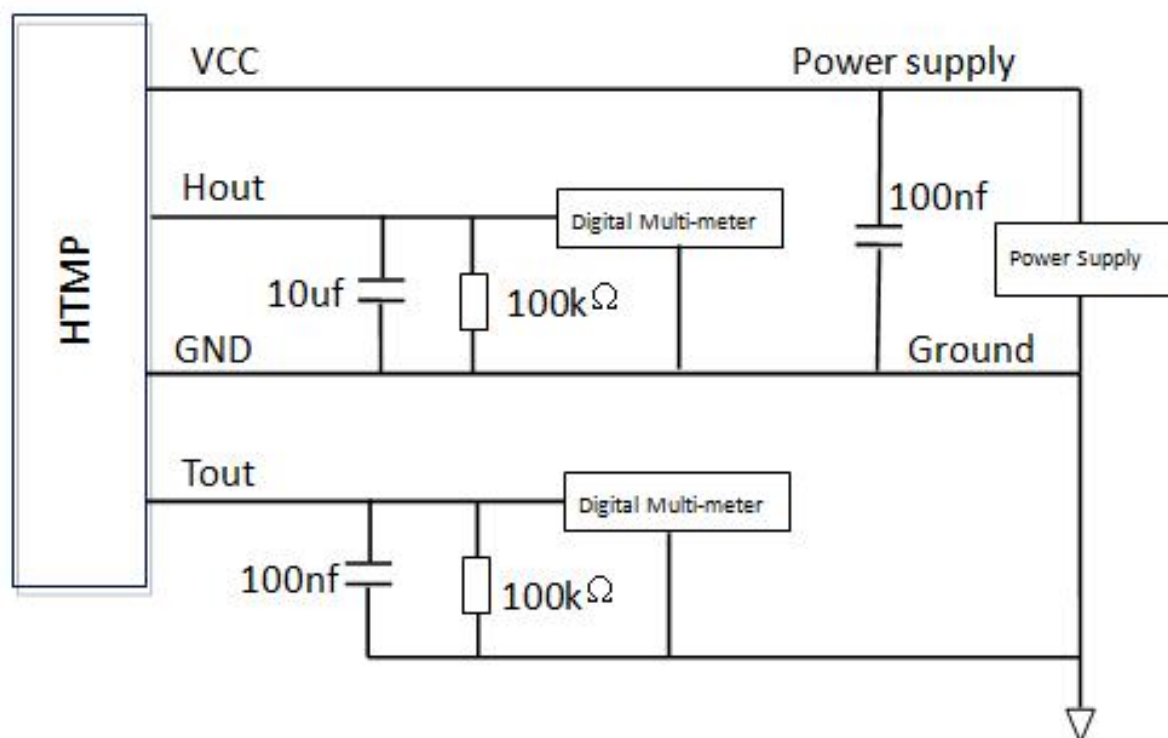 VCC
Power supply
Hout
Digital Multi-meter
100nf
Power Supply
HTMP
10uf
100kΩ
GND
Ground
Tout
Digital Multi-meter
100nf
100kΩ